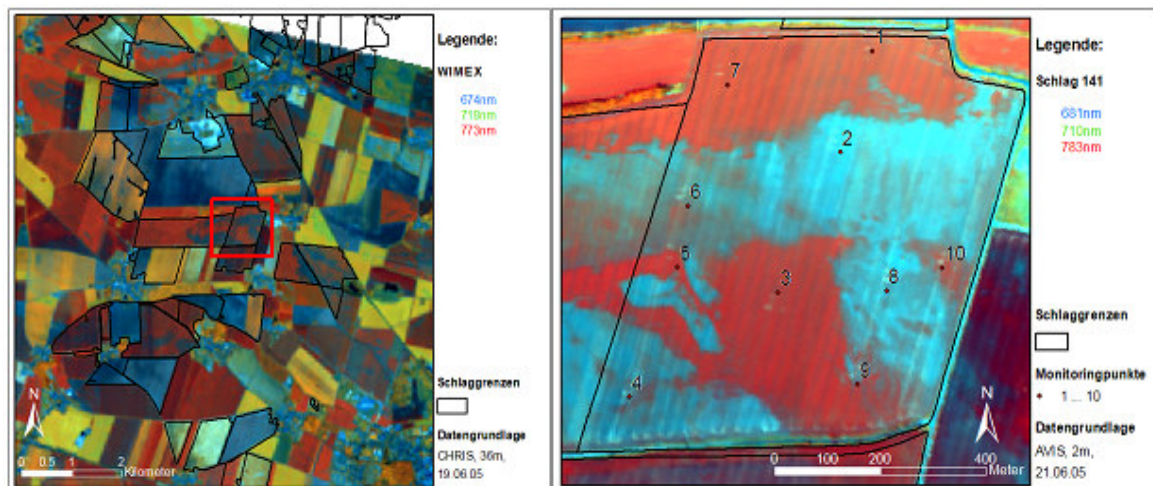 Legende:
WIMEX
674nm
718nm
773nm
Schlaggrenzen
Datengrundlage
CHRIS, 36m,
19.06.05
N
0 0.5 1 2
Kilometer
Legende:
Schlag 141
681nm
710nm
783nm
Schlaggrenzen
Monitoringpunkte
1 ... 10
Datengrundlage
AVIS, 2m,
21.06.05
1
7
2
6
5
3
8
10
4
9
N
0 100 200 400
Meter